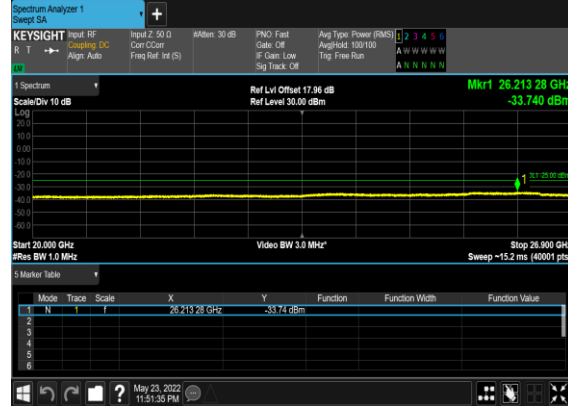 Spectrum Analyzer 1
Swept SA
+
KEYSIGHT Input: RF Input Z: 50 Ω #Atten: 30 dB PNO: Fast Avg Type: Power (RMS) 1 2 3 4 5 6
R T Coupling: DC Corr CCorr Gate: Off Avg|Hold: 100/100 A W W W W W
Align: Auto Freq Ref: Int (S) IF Gain: Low Trig: Free Run
LXI Sig Track: Off A N N N N N
1 Spectrum Ref Lvl Offset 17.96 dB Mkr1 26.213 28 GHz
Scale/Div 10 dB Ref Level 30.00 dBm -33.740 dBm
Log
20.0
10.00
0.00
-10.0
-20.0
1 DL1 -25.00 dBm
-30.0
-40.0
-50.0
-60.0
Start 20.000 GHz Video BW 3.0 MHz* Stop 26.900 GHz
#Res BW 1.0 MHz Sweep ~15.2 ms (40001 pts)
5 Marker Table
Mode Trace Scale X Y Function Function Width Function Value
1 N 1 f 26.213 28 GHz -33.74 dBm
2
3
4
5
6
? May 23, 2022
11:51:35 PM